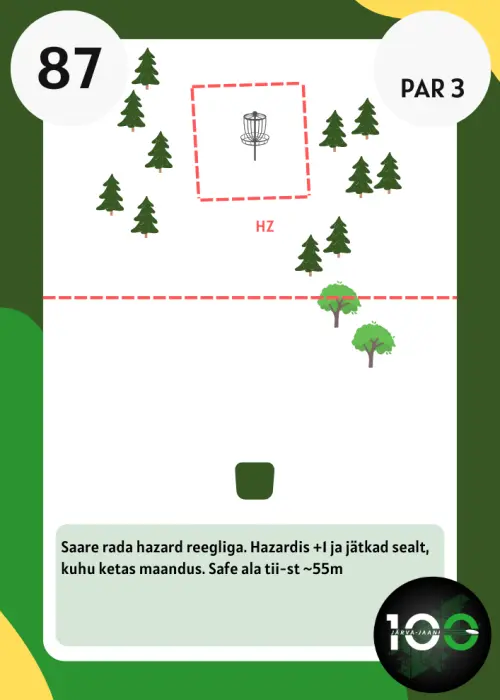 87
PAR 3
HZ
Saare rada hazard reegliga. Hazardis +1 ja jätkad sealt,
kuhu ketas maandus. Safe ala tii-st ~55m
100
JÄRVA-JAANI